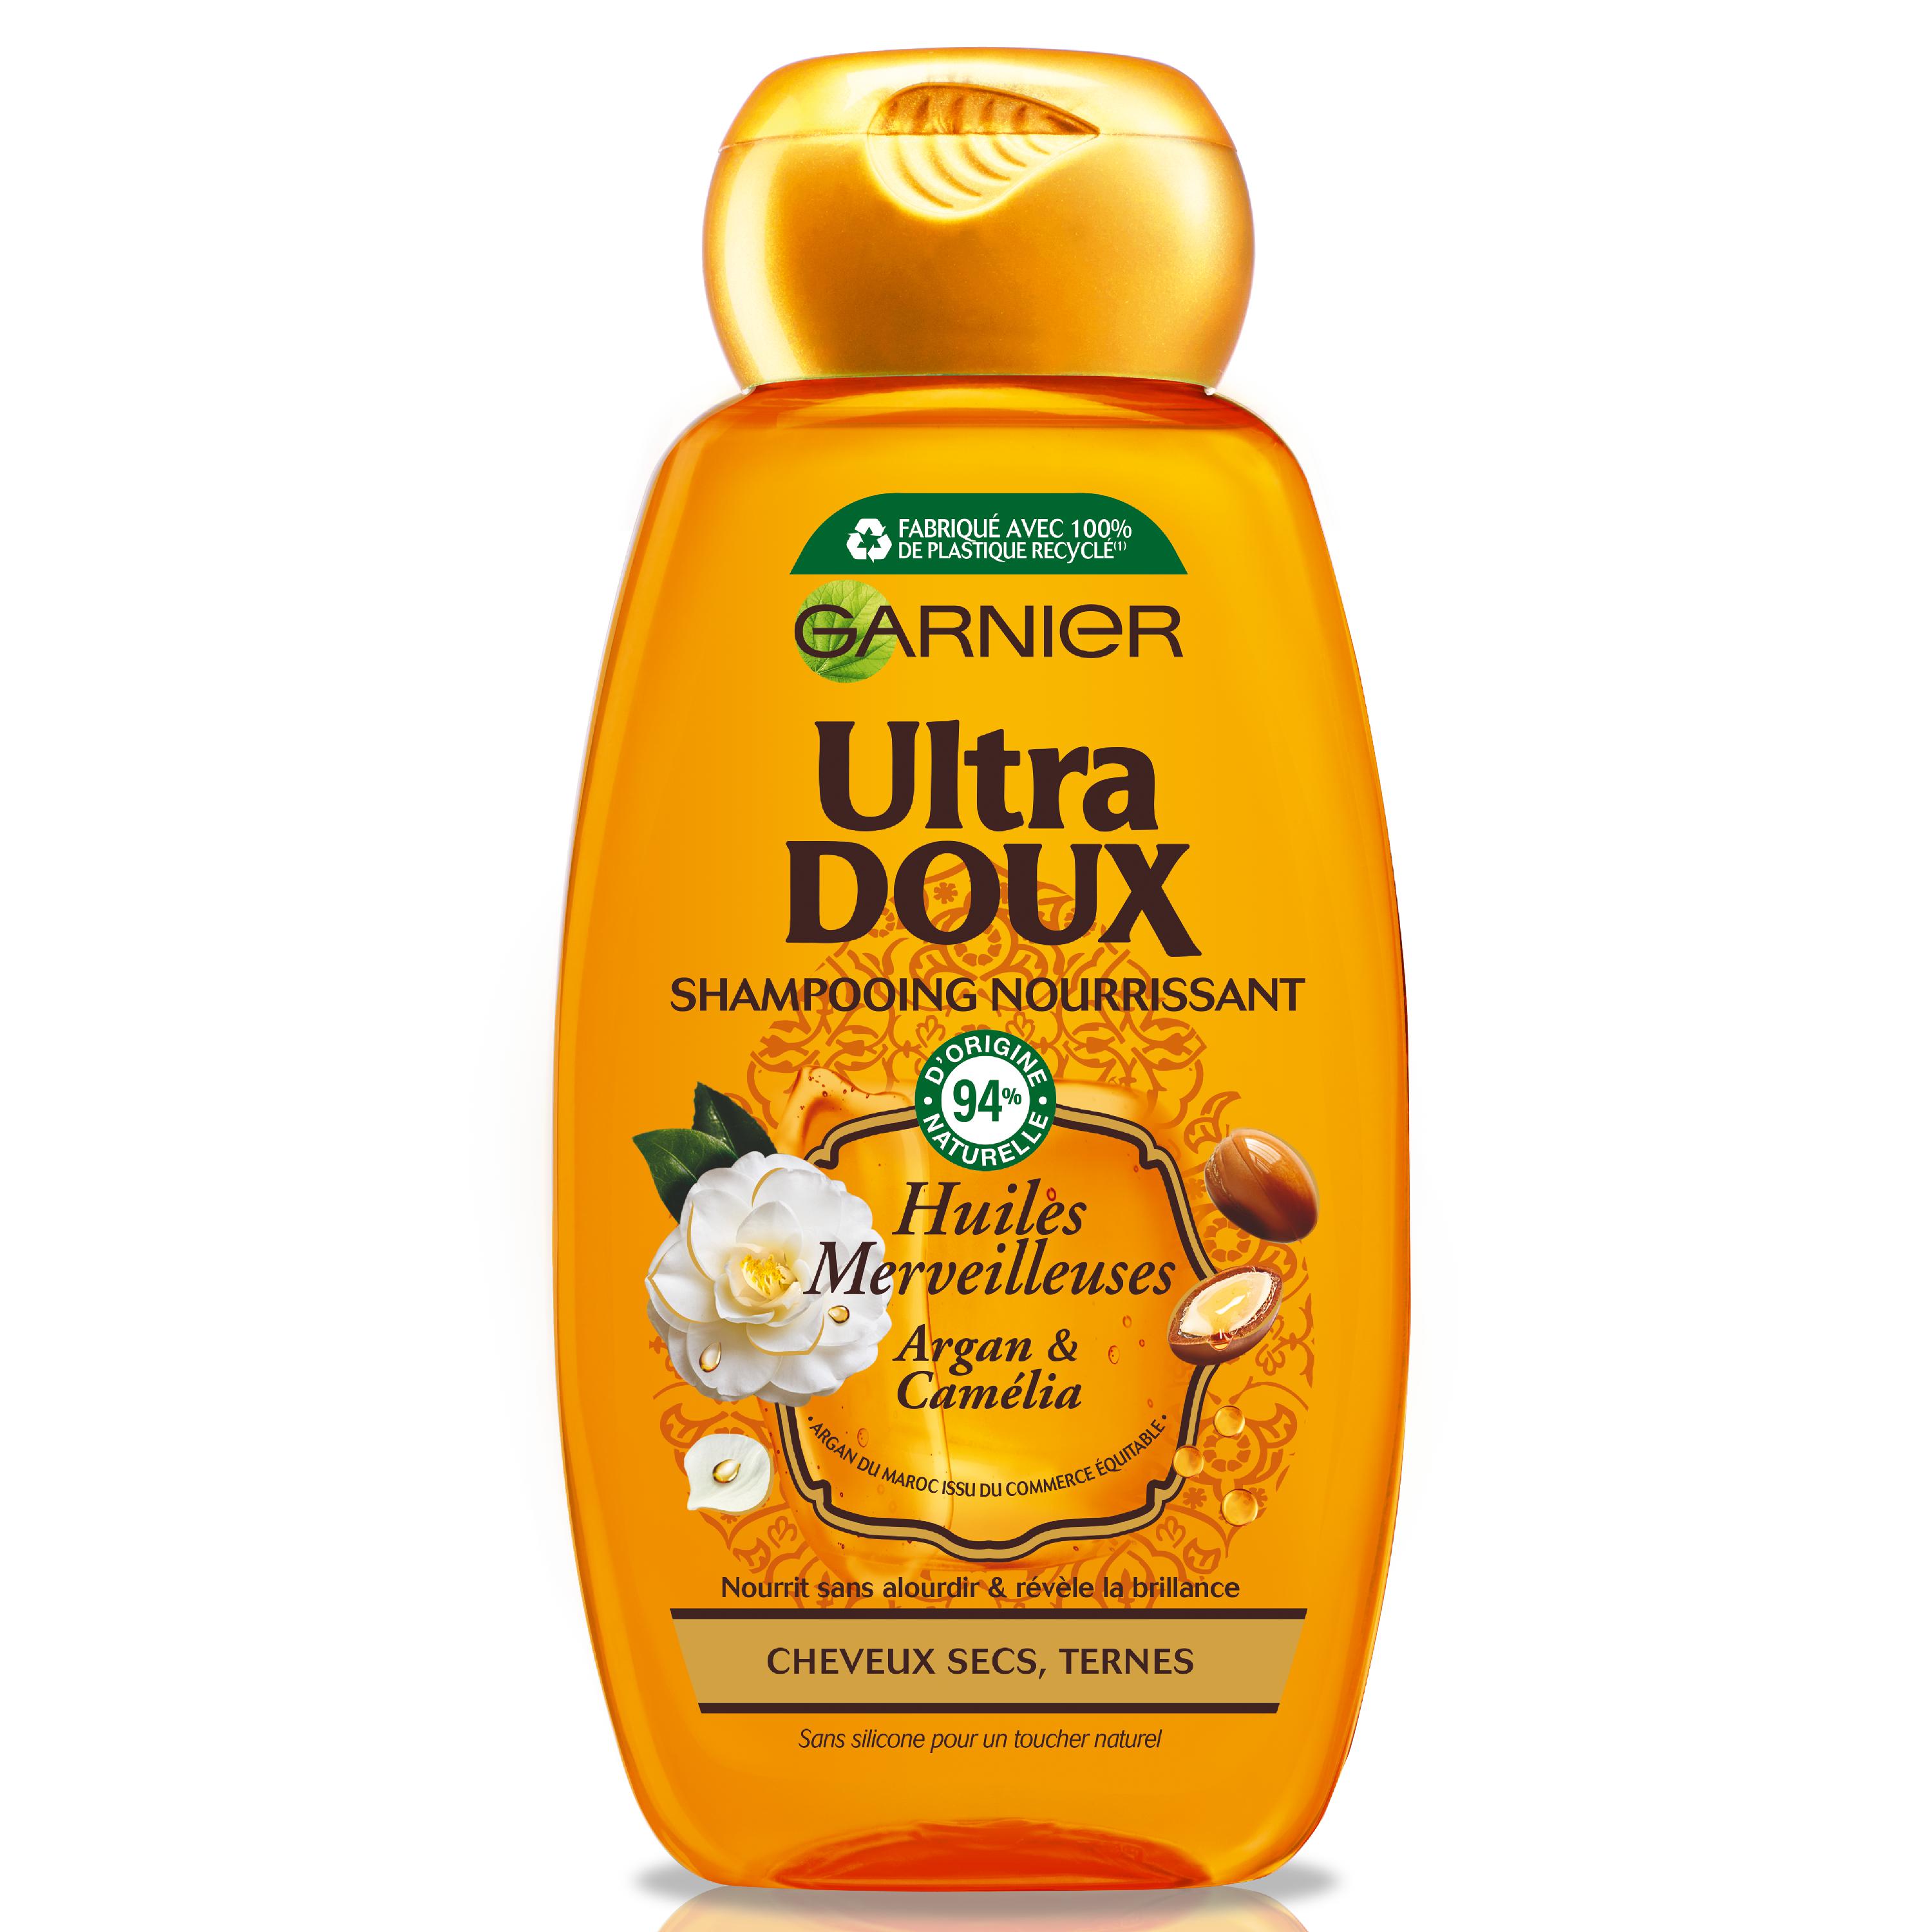 FABRIQUÉ AVEC 100%
DE PLASTIQUE RECYCLÉ(1)
GARNIER
Ultra
DOUX
SHAMPOOING NOURRISSANT
D'ORIGINE
94%
NATURELLE
Huiles
Merveilleuses
Argan &
Camélia
• ARGAN DU MAROC ISSU DU COMMERCE ÉQUITABLE •
Nourrit sans alourdir & révèle la brillance
CHEVEUX SECS, TERNES
Sans silicone pour un toucher naturel